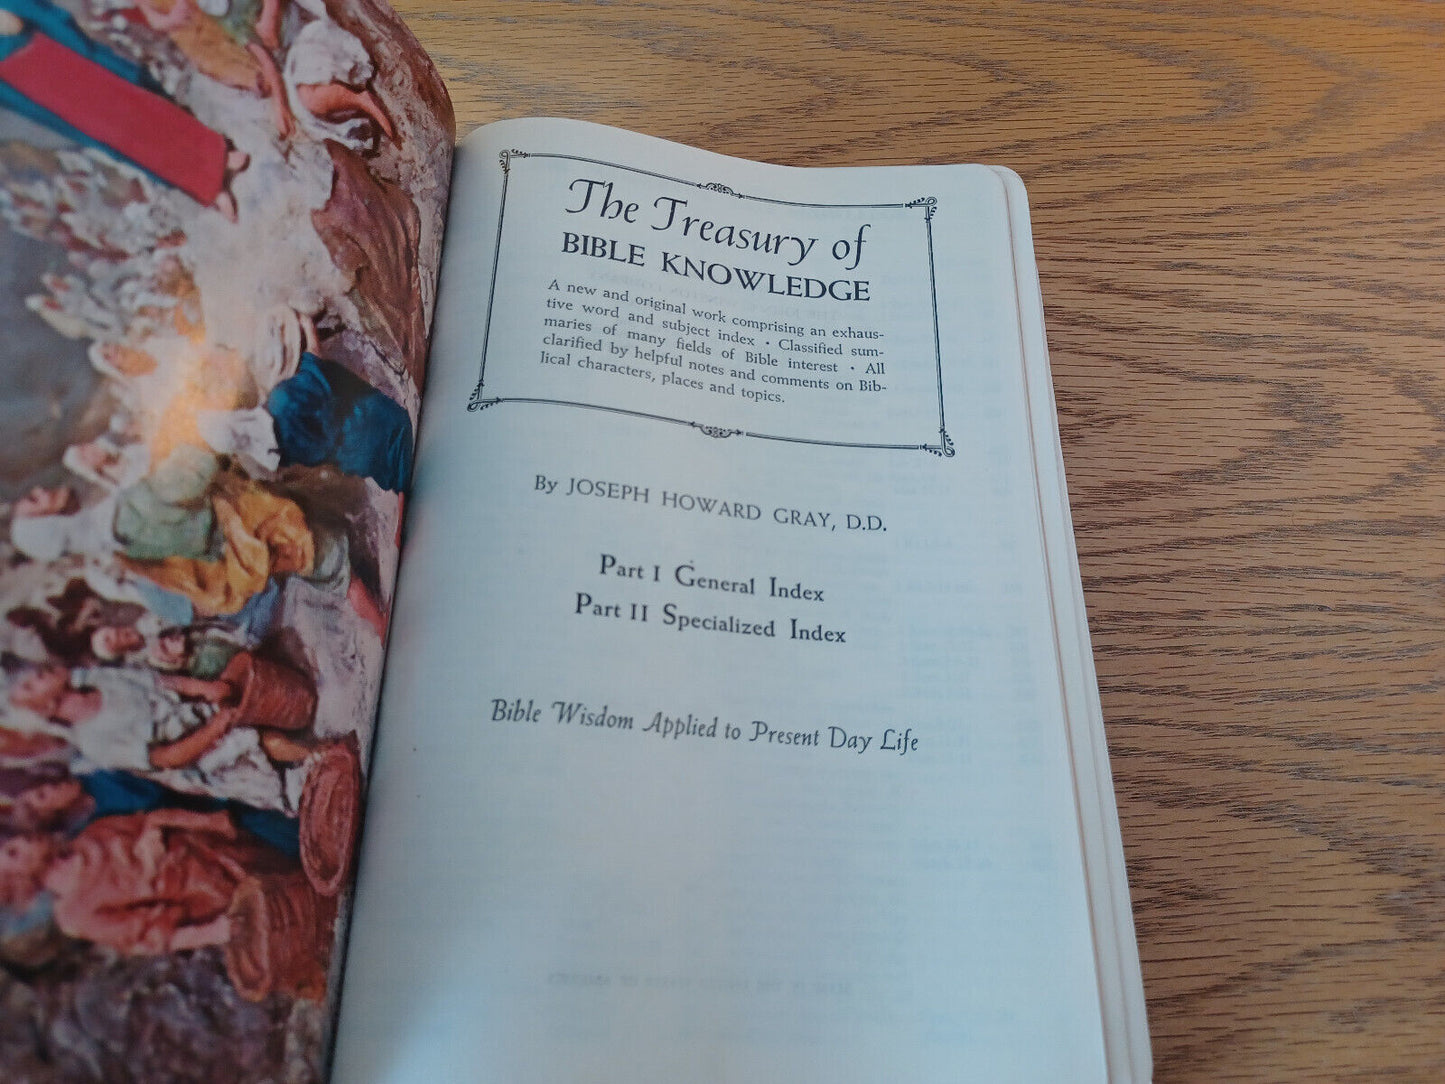 The Treasury of
BIBLE KNOWLEDGE
A new and original work comprising an exhaus-
tive word and subject index • Classified sum-
maries of many fields of Bible interest • All
clarified by helpful notes and comments on Bib-
lical characters, places and topics.
By JOSEPH HOWARD GRAY, D.D.
Part I General Index
Part II Specialized Index
Bible Wisdom Applied to Present Day Life